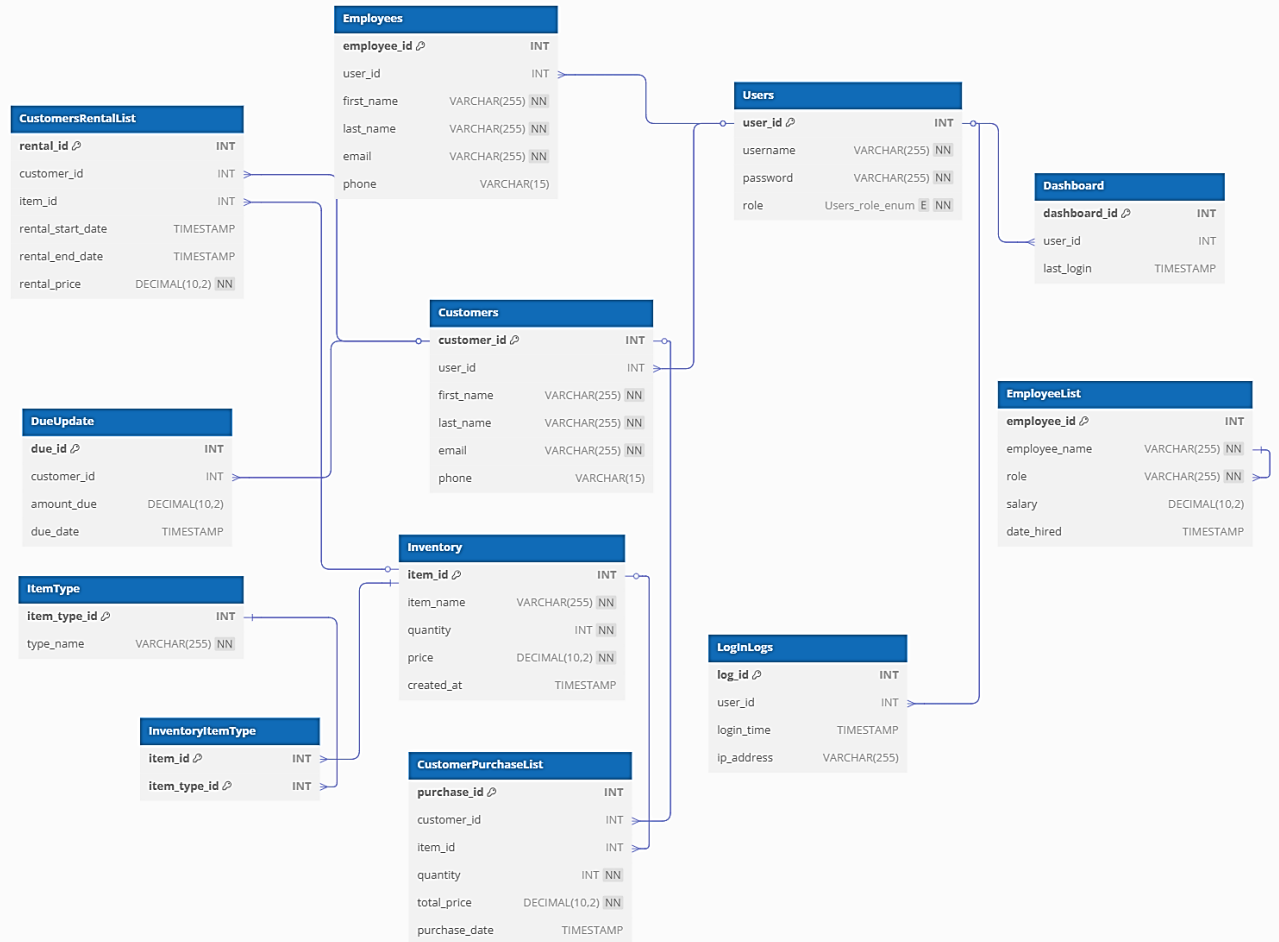 Employees
employee_id INT
user_id INT
first_name VARCHAR(255) NN
last_name VARCHAR(255) NN
email VARCHAR(255) NN
phone VARCHAR(15)
Users
user_id INT
username VARCHAR(255) NN
password VARCHAR(255) NN
role Users_role_enum E NN
CustomersRentalList
rental_id INT
customer_id INT
item_id INT
rental_start_date TIMESTAMP
rental_end_date TIMESTAMP
rental_price DECIMAL(10,2) NN
Dashboard
dashboard_id INT
user_id INT
last_login TIMESTAMP
Customers
customer_id INT
user_id INT
first_name VARCHAR(255) NN
last_name VARCHAR(255) NN
email VARCHAR(255) NN
phone VARCHAR(15)
EmployeeList
employee_id INT
employee_name VARCHAR(255) NN
role VARCHAR(255) NN
salary DECIMAL(10,2)
date_hired TIMESTAMP
DueUpdate
due_id INT
customer_id INT
amount_due DECIMAL(10,2)
due_date TIMESTAMP
Inventory
item_id INT
item_name VARCHAR(255) NN
quantity INT NN
price DECIMAL(10,2) NN
created_at TIMESTAMP
ItemType
item_type_id INT
type_name VARCHAR(255) NN
LogInLogs
log_id INT
user_id INT
login_time TIMESTAMP
ip_address VARCHAR(255)
InventoryItemType
item_id INT
item_type_id INT
CustomerPurchaseList
purchase_id INT
customer_id INT
item_id INT
quantity INT NN
total_price DECIMAL(10,2) NN
purchase_date TIMESTAMP